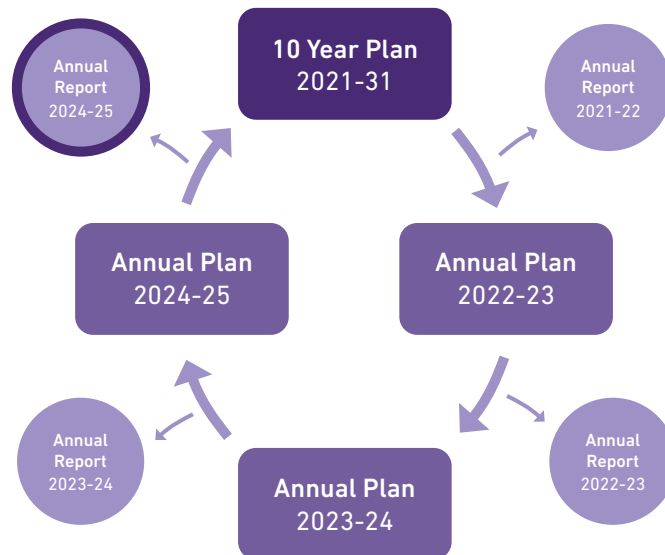 10 Year Plan
2021-31
Annual
Report
2021-22
Annual Plan
2022-23
Annual
Report
2022-23
Annual Plan
2023-24
Annual
Report
2023-24
Annual Plan
2024-25
Annual
Report
2024-25